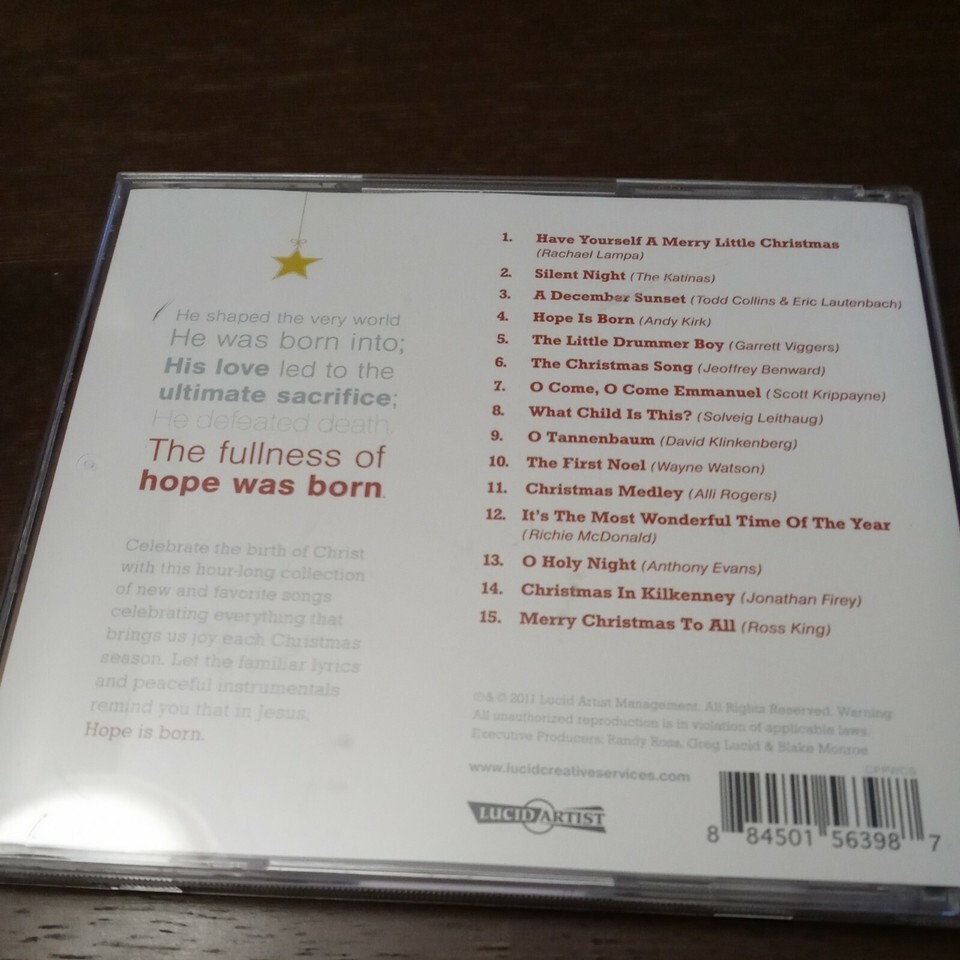 He shaped the very world
He was born into;
His love led to the
ultimate sacrifice;
He defeated death
The fullness of
hope was born.
Celebrate the birth of Christ
with this hour-long collection
of new and favorite songs
celebrating everything that
brings us joy each Christmas
season. Let the familiar lyrics
and peaceful instrumentals
remind you that in Jesus,
Hope is born.
1. Have Yourself A Merry Little Christmas
(Rachael Lampa)
2. Silent Night (The Katinas)
3. A December Sunset (Todd Collins & Eric Lautenbach)
4. Hope Is Born (Andy Kirk)
5. The Little Drummer Boy (Garrett Viggers)
6. The Christmas Song (Jeoffrey Benward)
7. O Come, O Come Emmanuel (Scott Krippayne)
8. What Child Is This? (Solveig Leithaug)
9. O Tannenbaum (David Klinkenberg)
10. The First Noel (Wayne Watson)
11. Christmas Medley (Alli Rogers)
12. It's The Most Wonderful Time Of The Year
(Richie McDonald)
13. O Holy Night (Anthony Evans)
14. Christmas In Kilkenney (Jonathan Firey)
15. Merry Christmas To All (Ross King)
℗ & © 2011 Lucid Artist Management. All Rights Reserved. Warning:
All unauthorized reproduction is in violation of applicable laws.
Executive Producers: Randy Ross, Greg Lucid & Blake Monroe
www.lucidcreativeservices.com
LUCID ARTIST
8 84501 56398 7